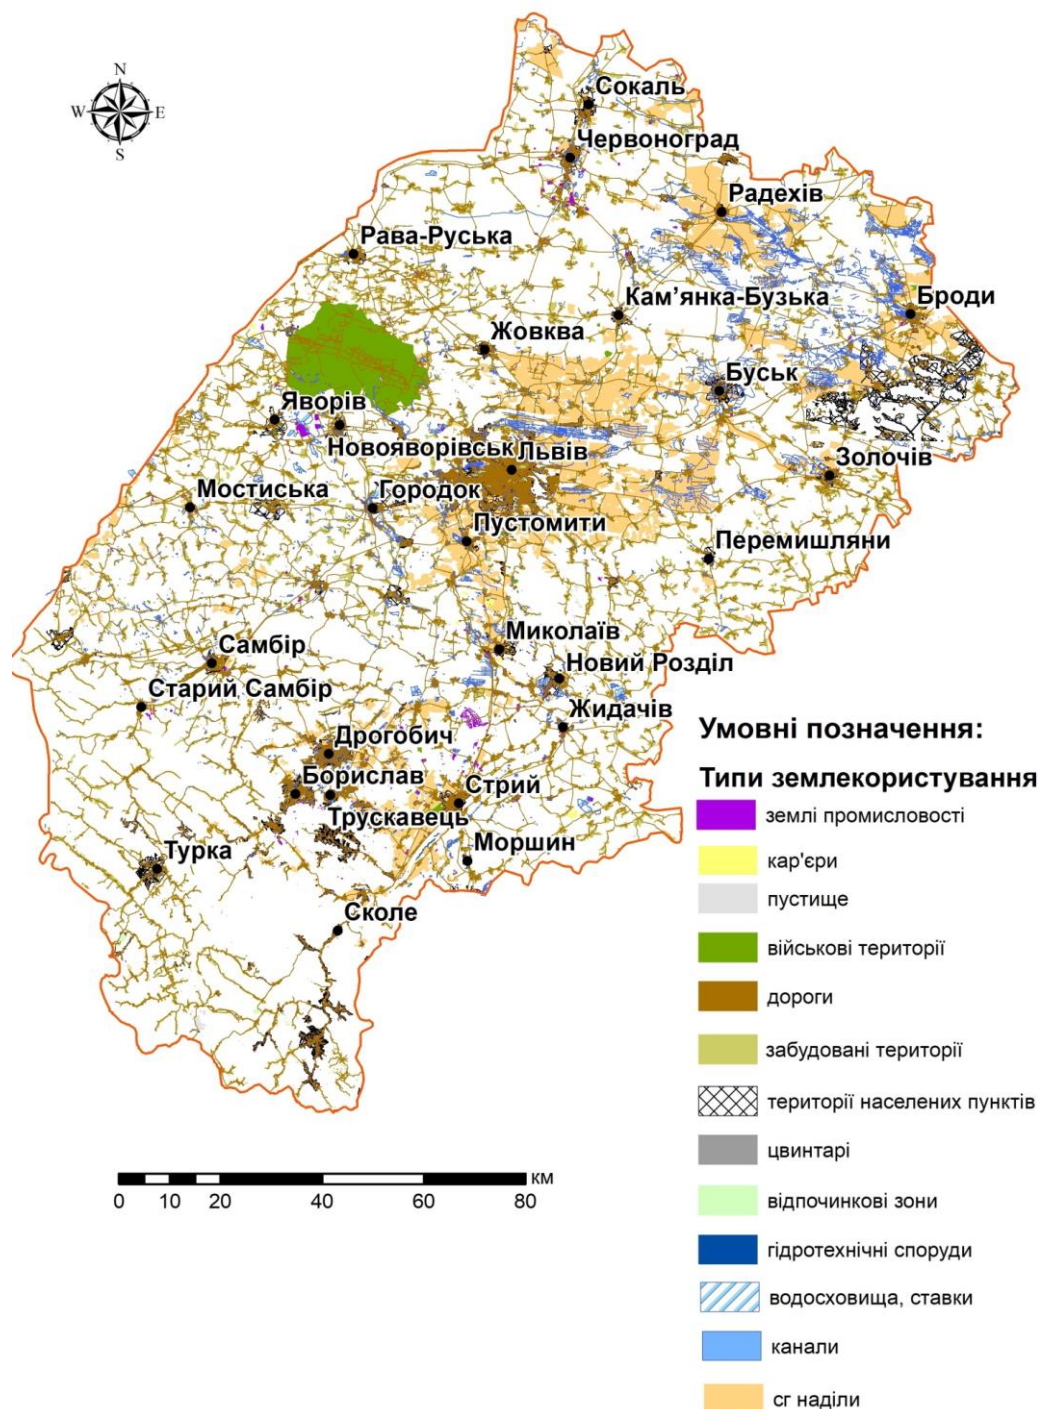 N
W E
S
Сокаль
Червоноград
Радехів
Рава-Руська
Кам’янка-Бузька
Броди
Жовква
Буськ
Яворів
Новояворівськ
Львів
Золочів
Мостиська
Городок
Пустомити
Перемишляни
Миколаїв
Самбір
Новий Розділ
Старий Самбір
Жидачів
Дрогобич
Борислав
Стрий
Трускавець
Турка
Моршин
Сколе
Умовні позначення:
Типи землекористування
землі промисловості
кар'єри
пустище
військові території
дороги
забудовані території
території населених пунктів
цвинтарі
відпочинкові зони
гідротехнічні споруди
водосховища, ставки
канали
сг наділи
км
0 10 20 40 60 80